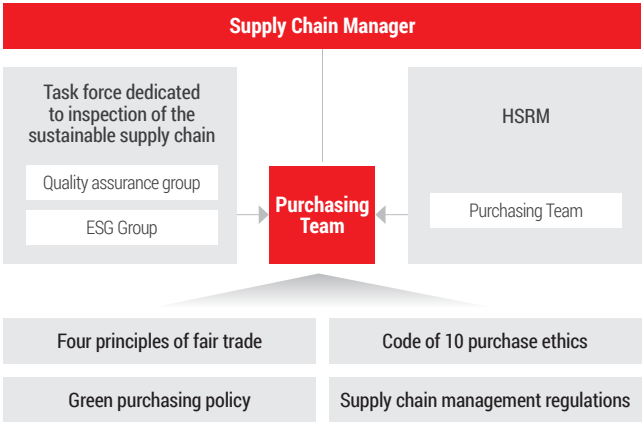 Supply Chain Manager
Task force dedicated
to inspection of the
sustainable supply chain
Quality assurance group
ESG Group
Purchasing
Team
HSRM
Purchasing Team
Four principles of fair trade
Code of 10 purchase ethics
Green purchasing policy
Supply chain management regulations